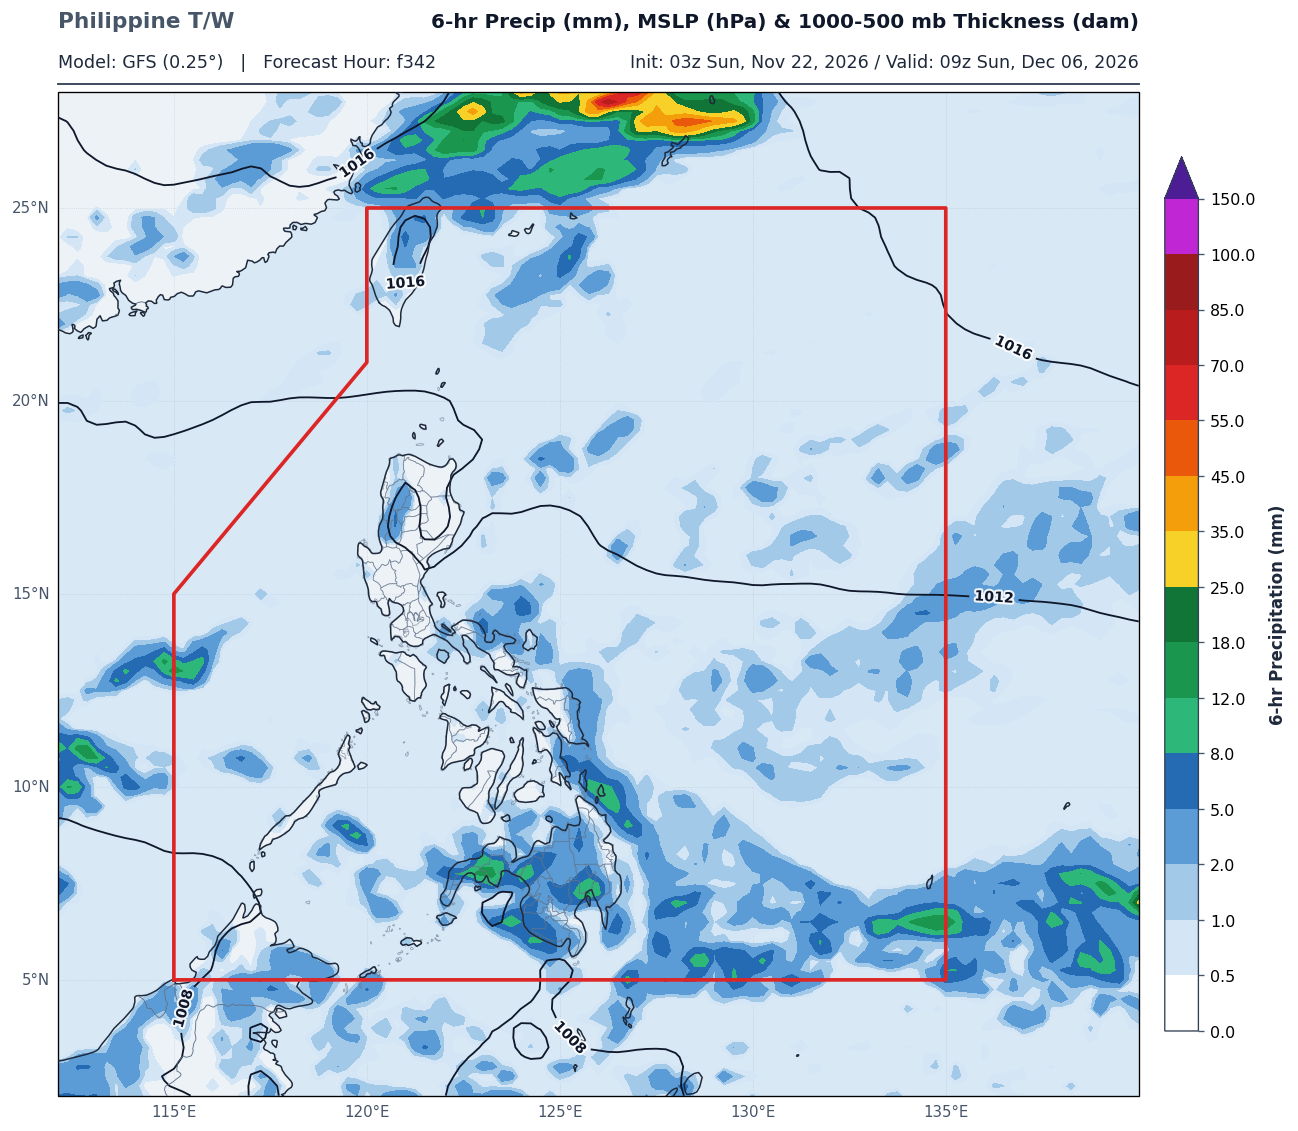 Philippine T/W
6-hr Precip (mm), MSLP (hPa) & 1000-500 mb Thickness (dam)
Model: GFS (0.25°) | Forecast Hour: f342
Init: 03z Sun, Nov 22, 2026 / Valid: 09z Sun, Dec 06, 2026
1016
25°N
1016
1016
20°N
15°N
1012
10°N
5°N
1008
1008
115°E
120°E
125°E
130°E
135°E
150.0
100.0
85.0
70.0
55.0
45.0
35.0
25.0
18.0
12.0
8.0
5.0
2.0
1.0
0.5
0.0
6-hr Precipitation (mm)